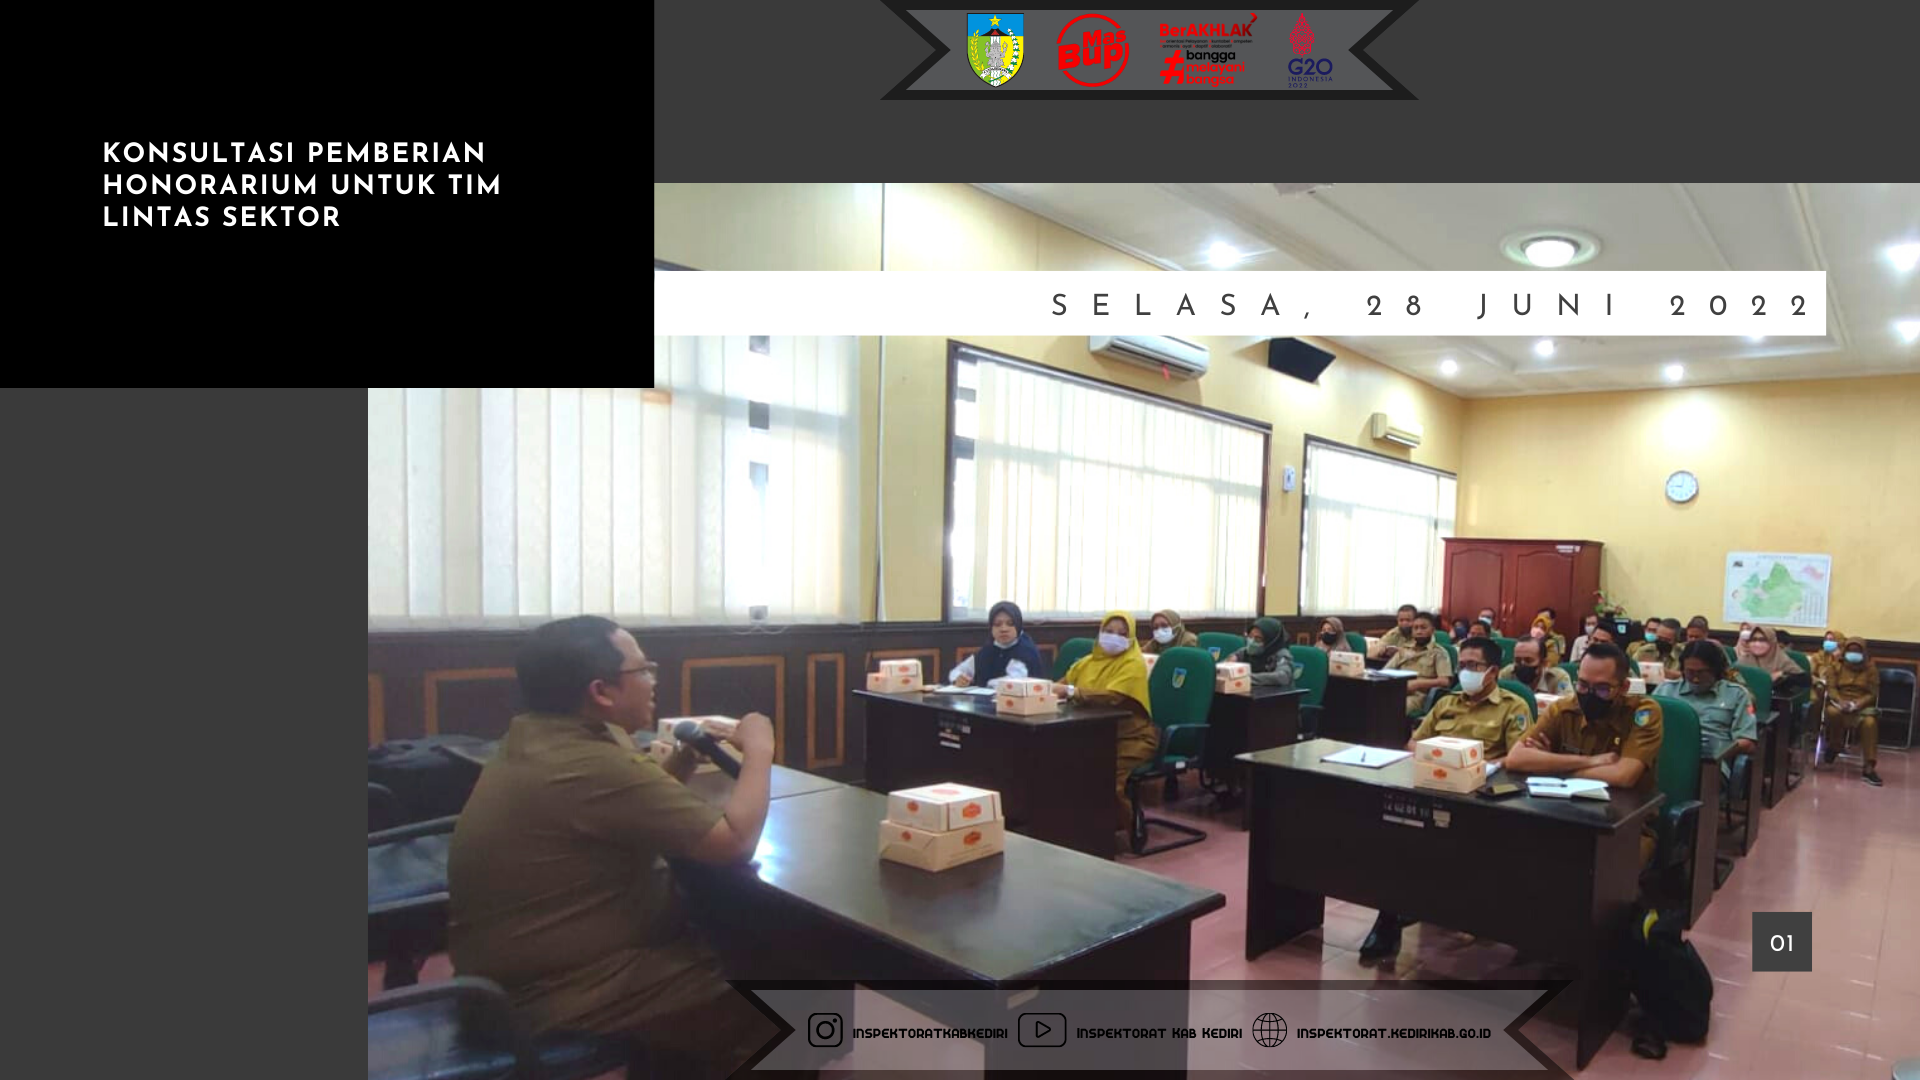 Mas
BUP
BerAKHLAK
#bangga
melayani
bangsa
G20
INDONESIA
2022
KONSULTASI PEMBERIAN
HONORARIUM UNTUK TIM
LINTAS SEKTOR
SELASA, 28 JUNI 2022
01
INSPEKTORATKABKEDIRI
INSPEKTORAT KAB KEDIRI
INSPEKTORAT.KEDIRIKAB.GO.ID